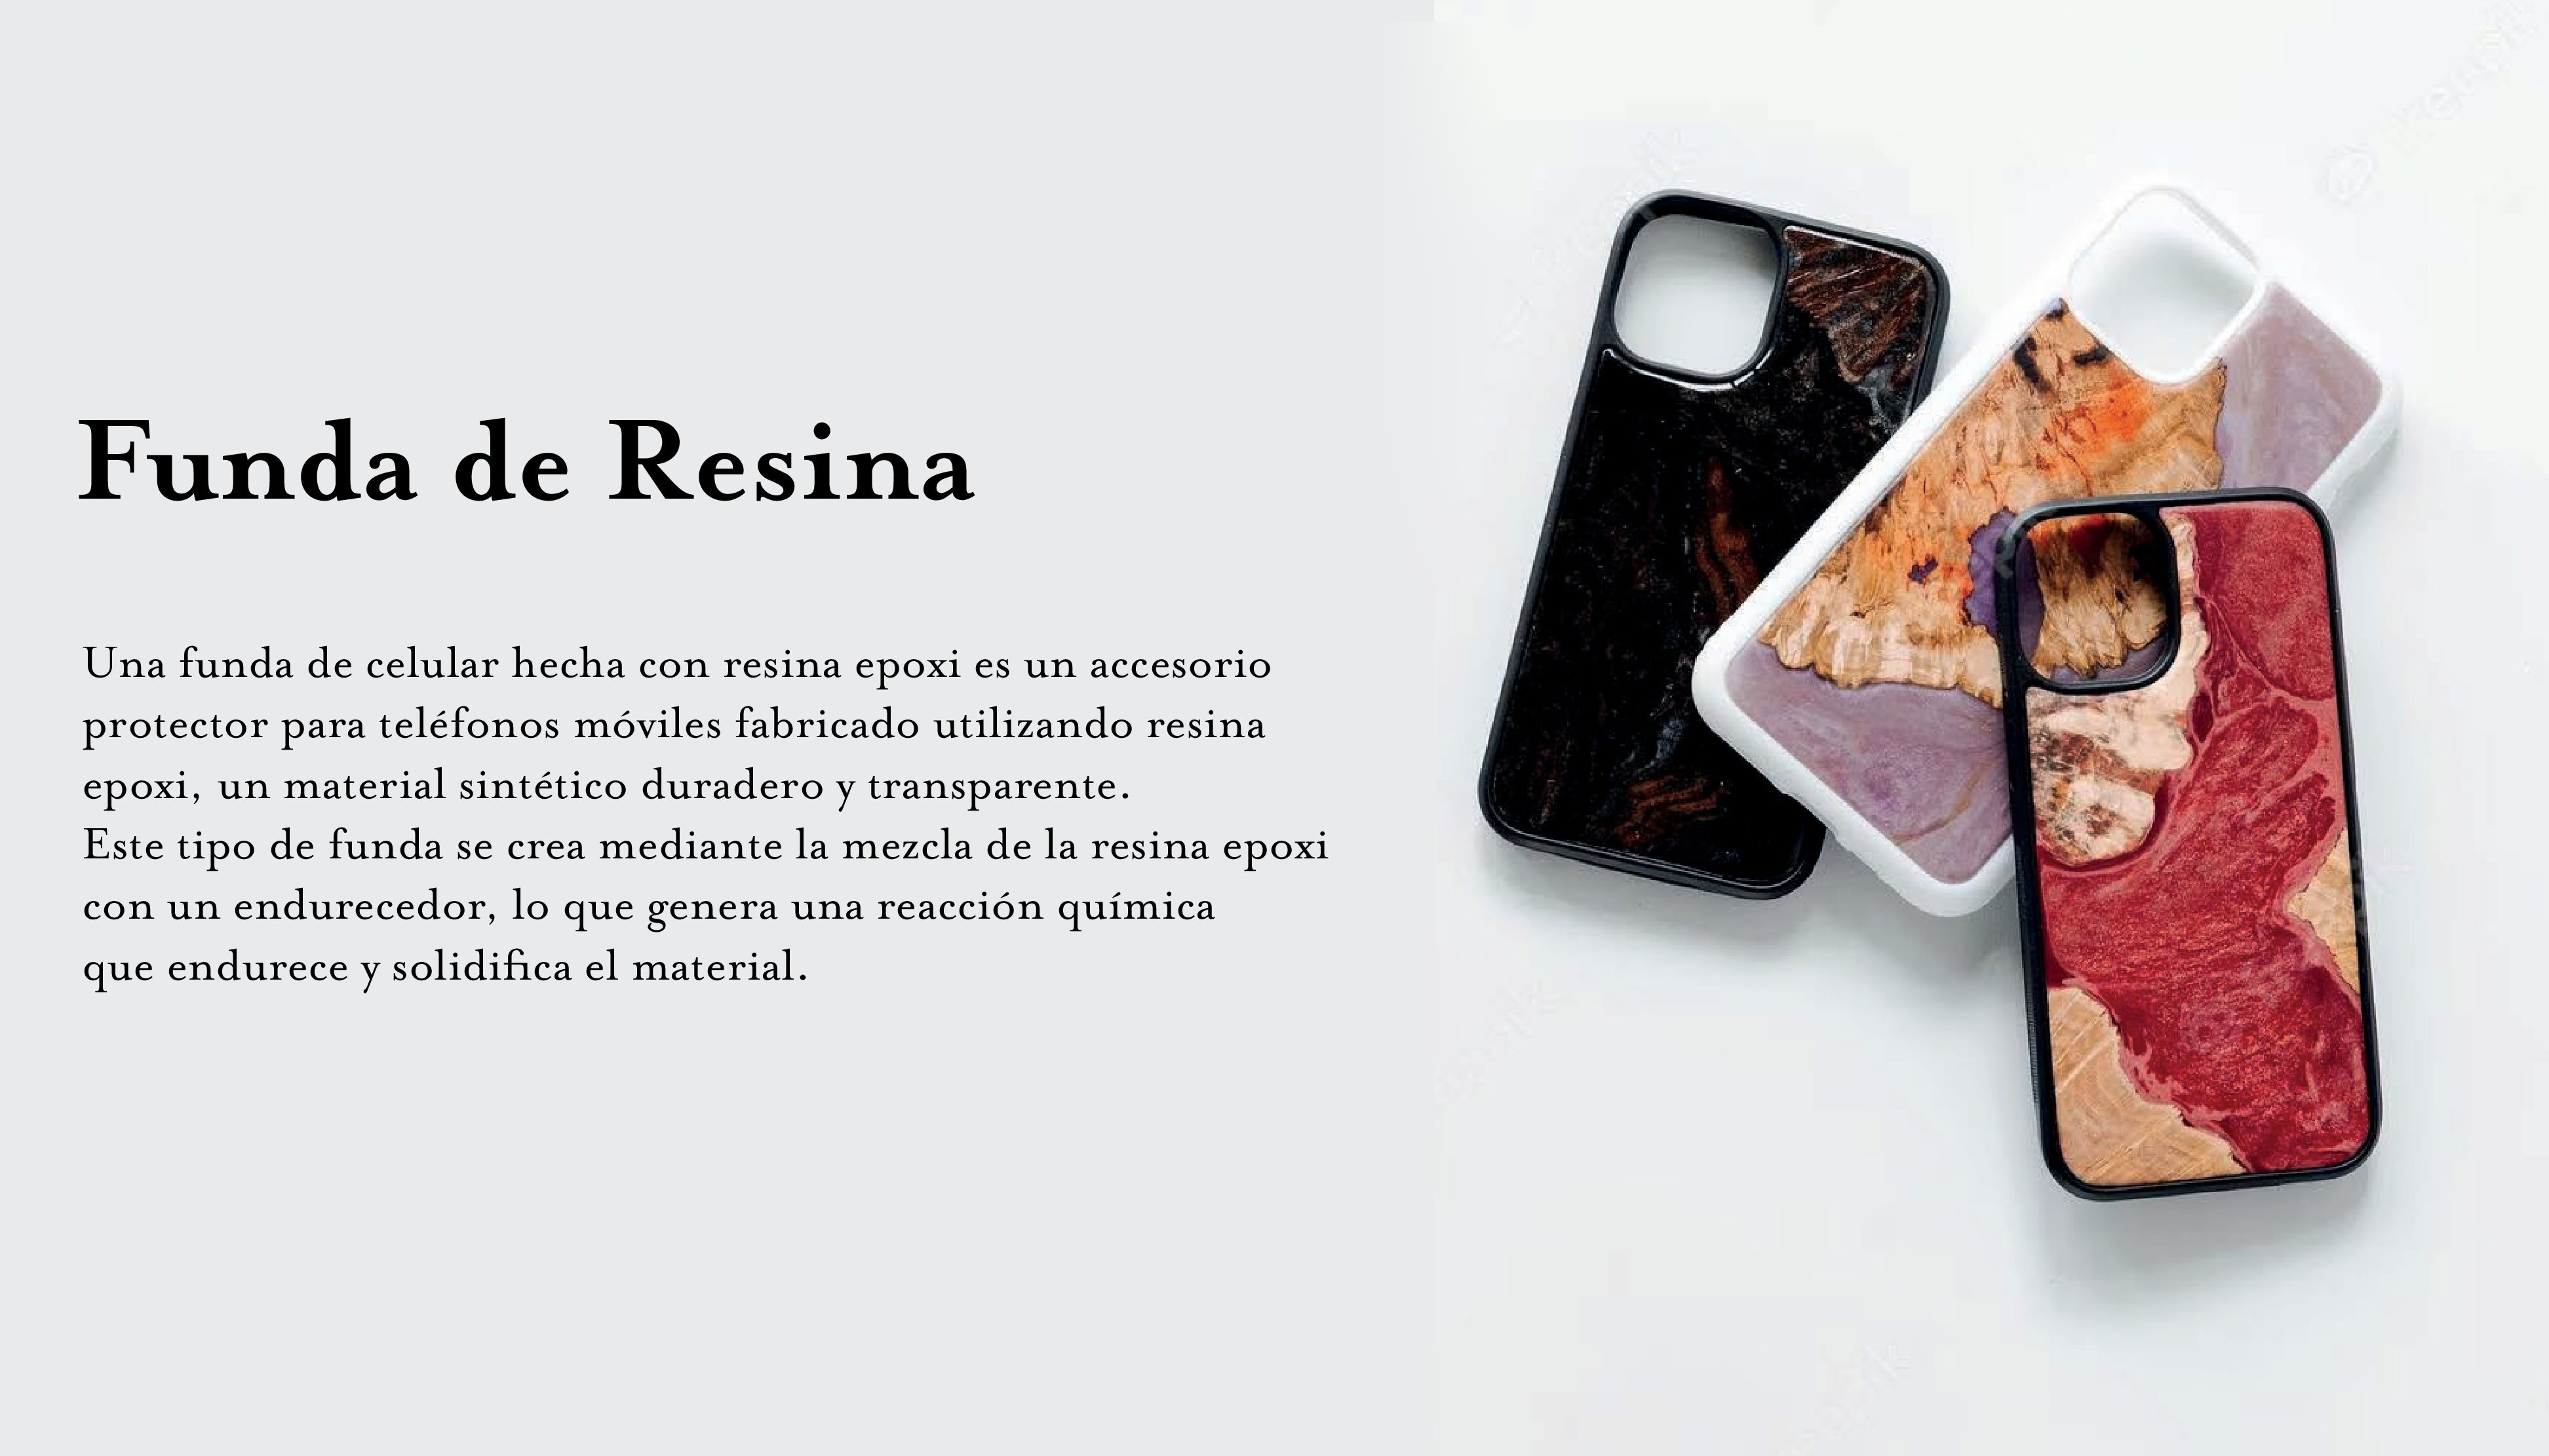 Funda de Resina
Una funda de celular hecha con resina epoxi es un accesorio
protector para teléfonos móviles fabricado utilizando resina
epoxi, un material sintético duradero y transparente.
Este tipo de funda se crea mediante la mezcla de la resina epoxi
con un endurecedor, lo que genera una reacción química
que endurece y solidifica el material.